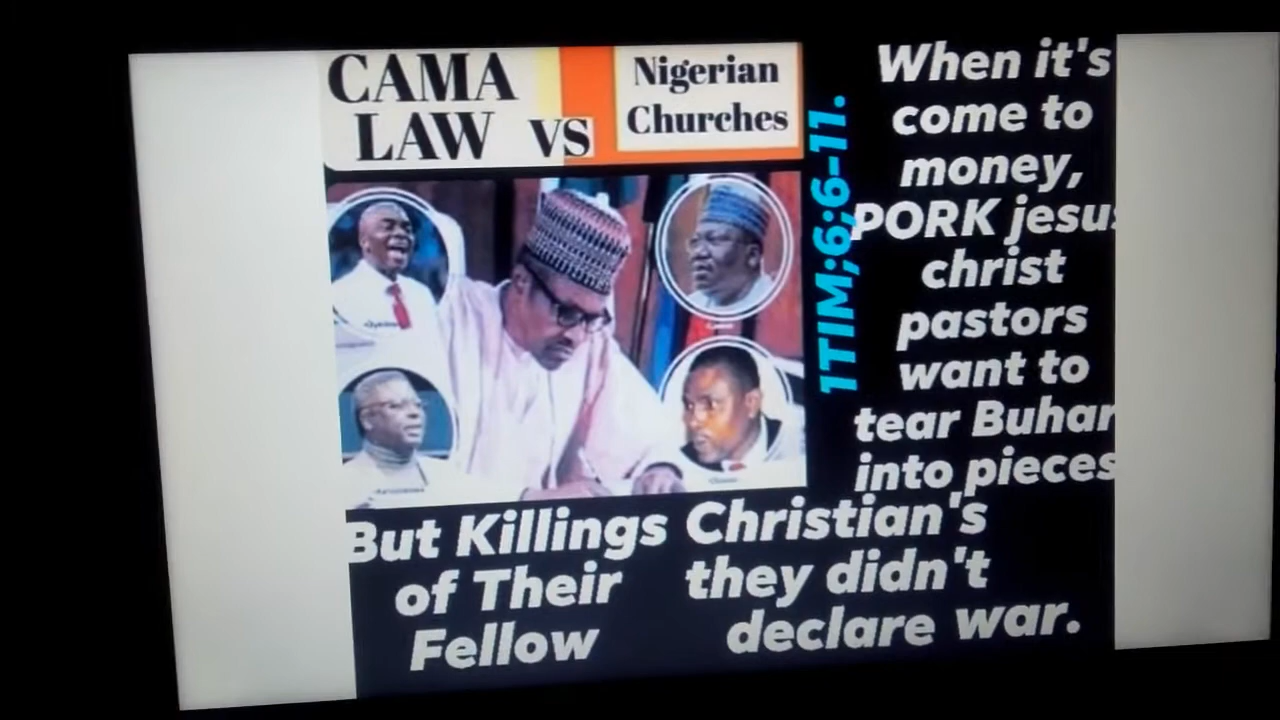 CAMA
LAW VS
Nigerian
Churches
1TIM;6;6-11.
When it's
come to
money,
PORK jesus
christ
pastors
want to
tear Buhar
into pieces
But Killings
of Their
Fellow
Christian's
they didn't
declare war.